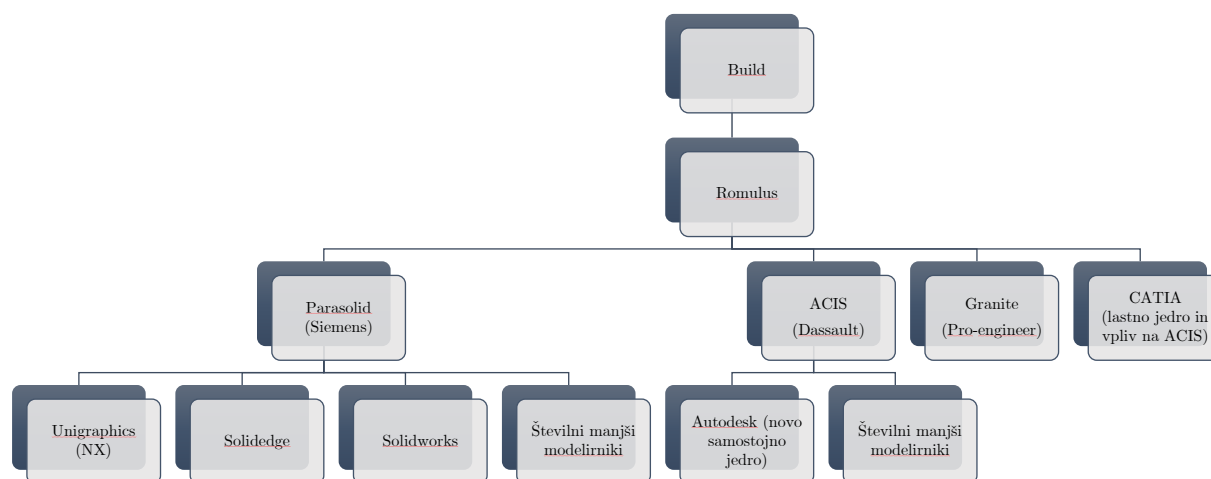 Build
Romulus
Parasolid
(Siemens)
ACIS
(Dassault)
Granite
(Pro-engineer)
CATIA
(lastno jedro in
vpliv na ACIS)
Unigraphics
(NX)
Solidedge
Solidworks
Številni manjši
modelirniki
Autodesk (novo
samostojno
jedro)
Številni manjši
modelirniki